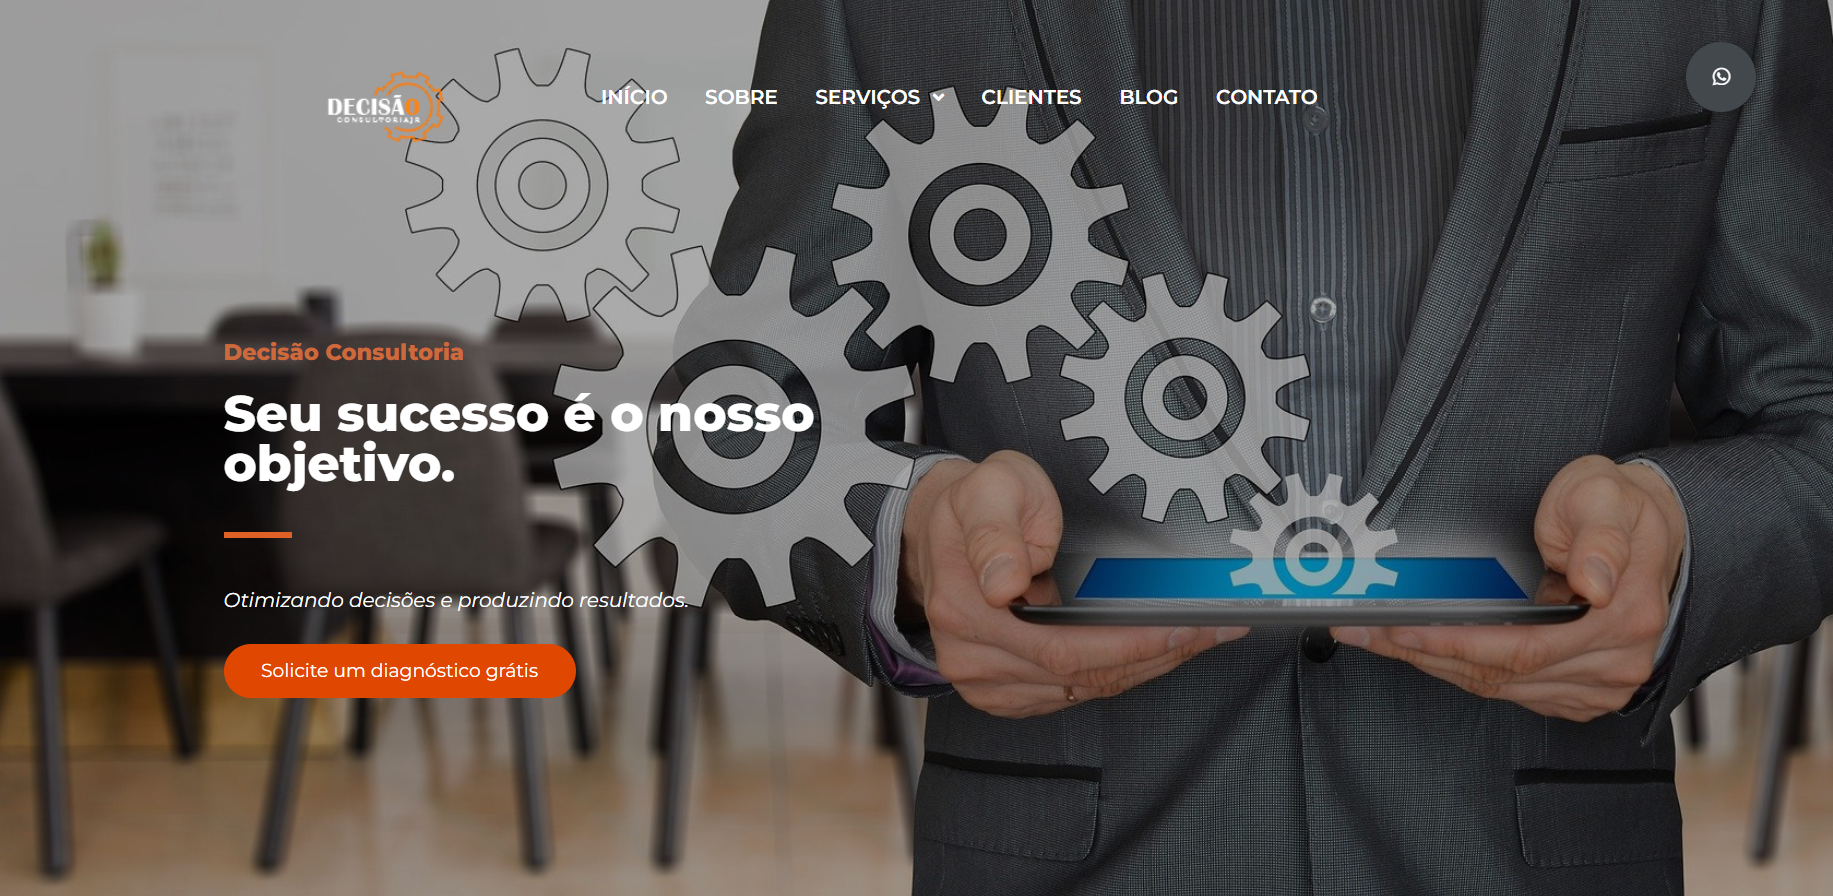 DECISÃO
CONSULTORIAJR
INÍCIO SOBRE SERVIÇOS CLIENTES BLOG CONTATO
Decisão Consultoria
Seu sucesso é o nosso
objetivo.
Otimizando decisões e produzindo resultados.
Solicite um diagnóstico grátis